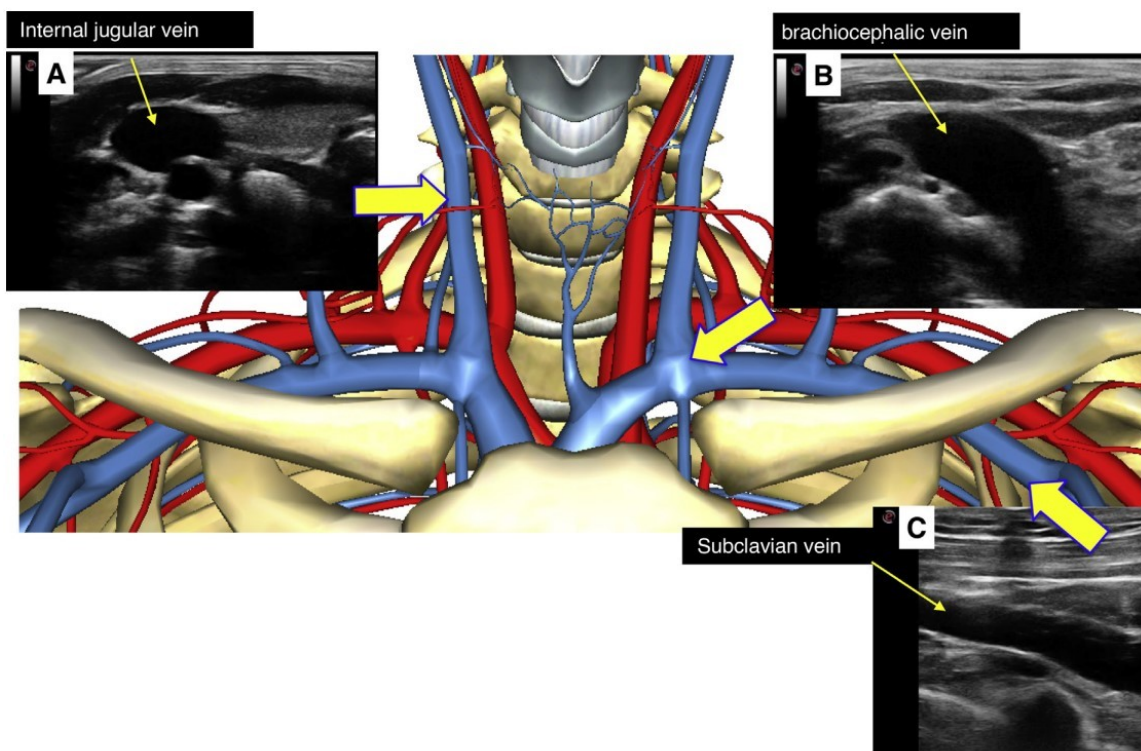 Internal jugular vein
A
brachiocephalic vein
B
Subclavian vein
C